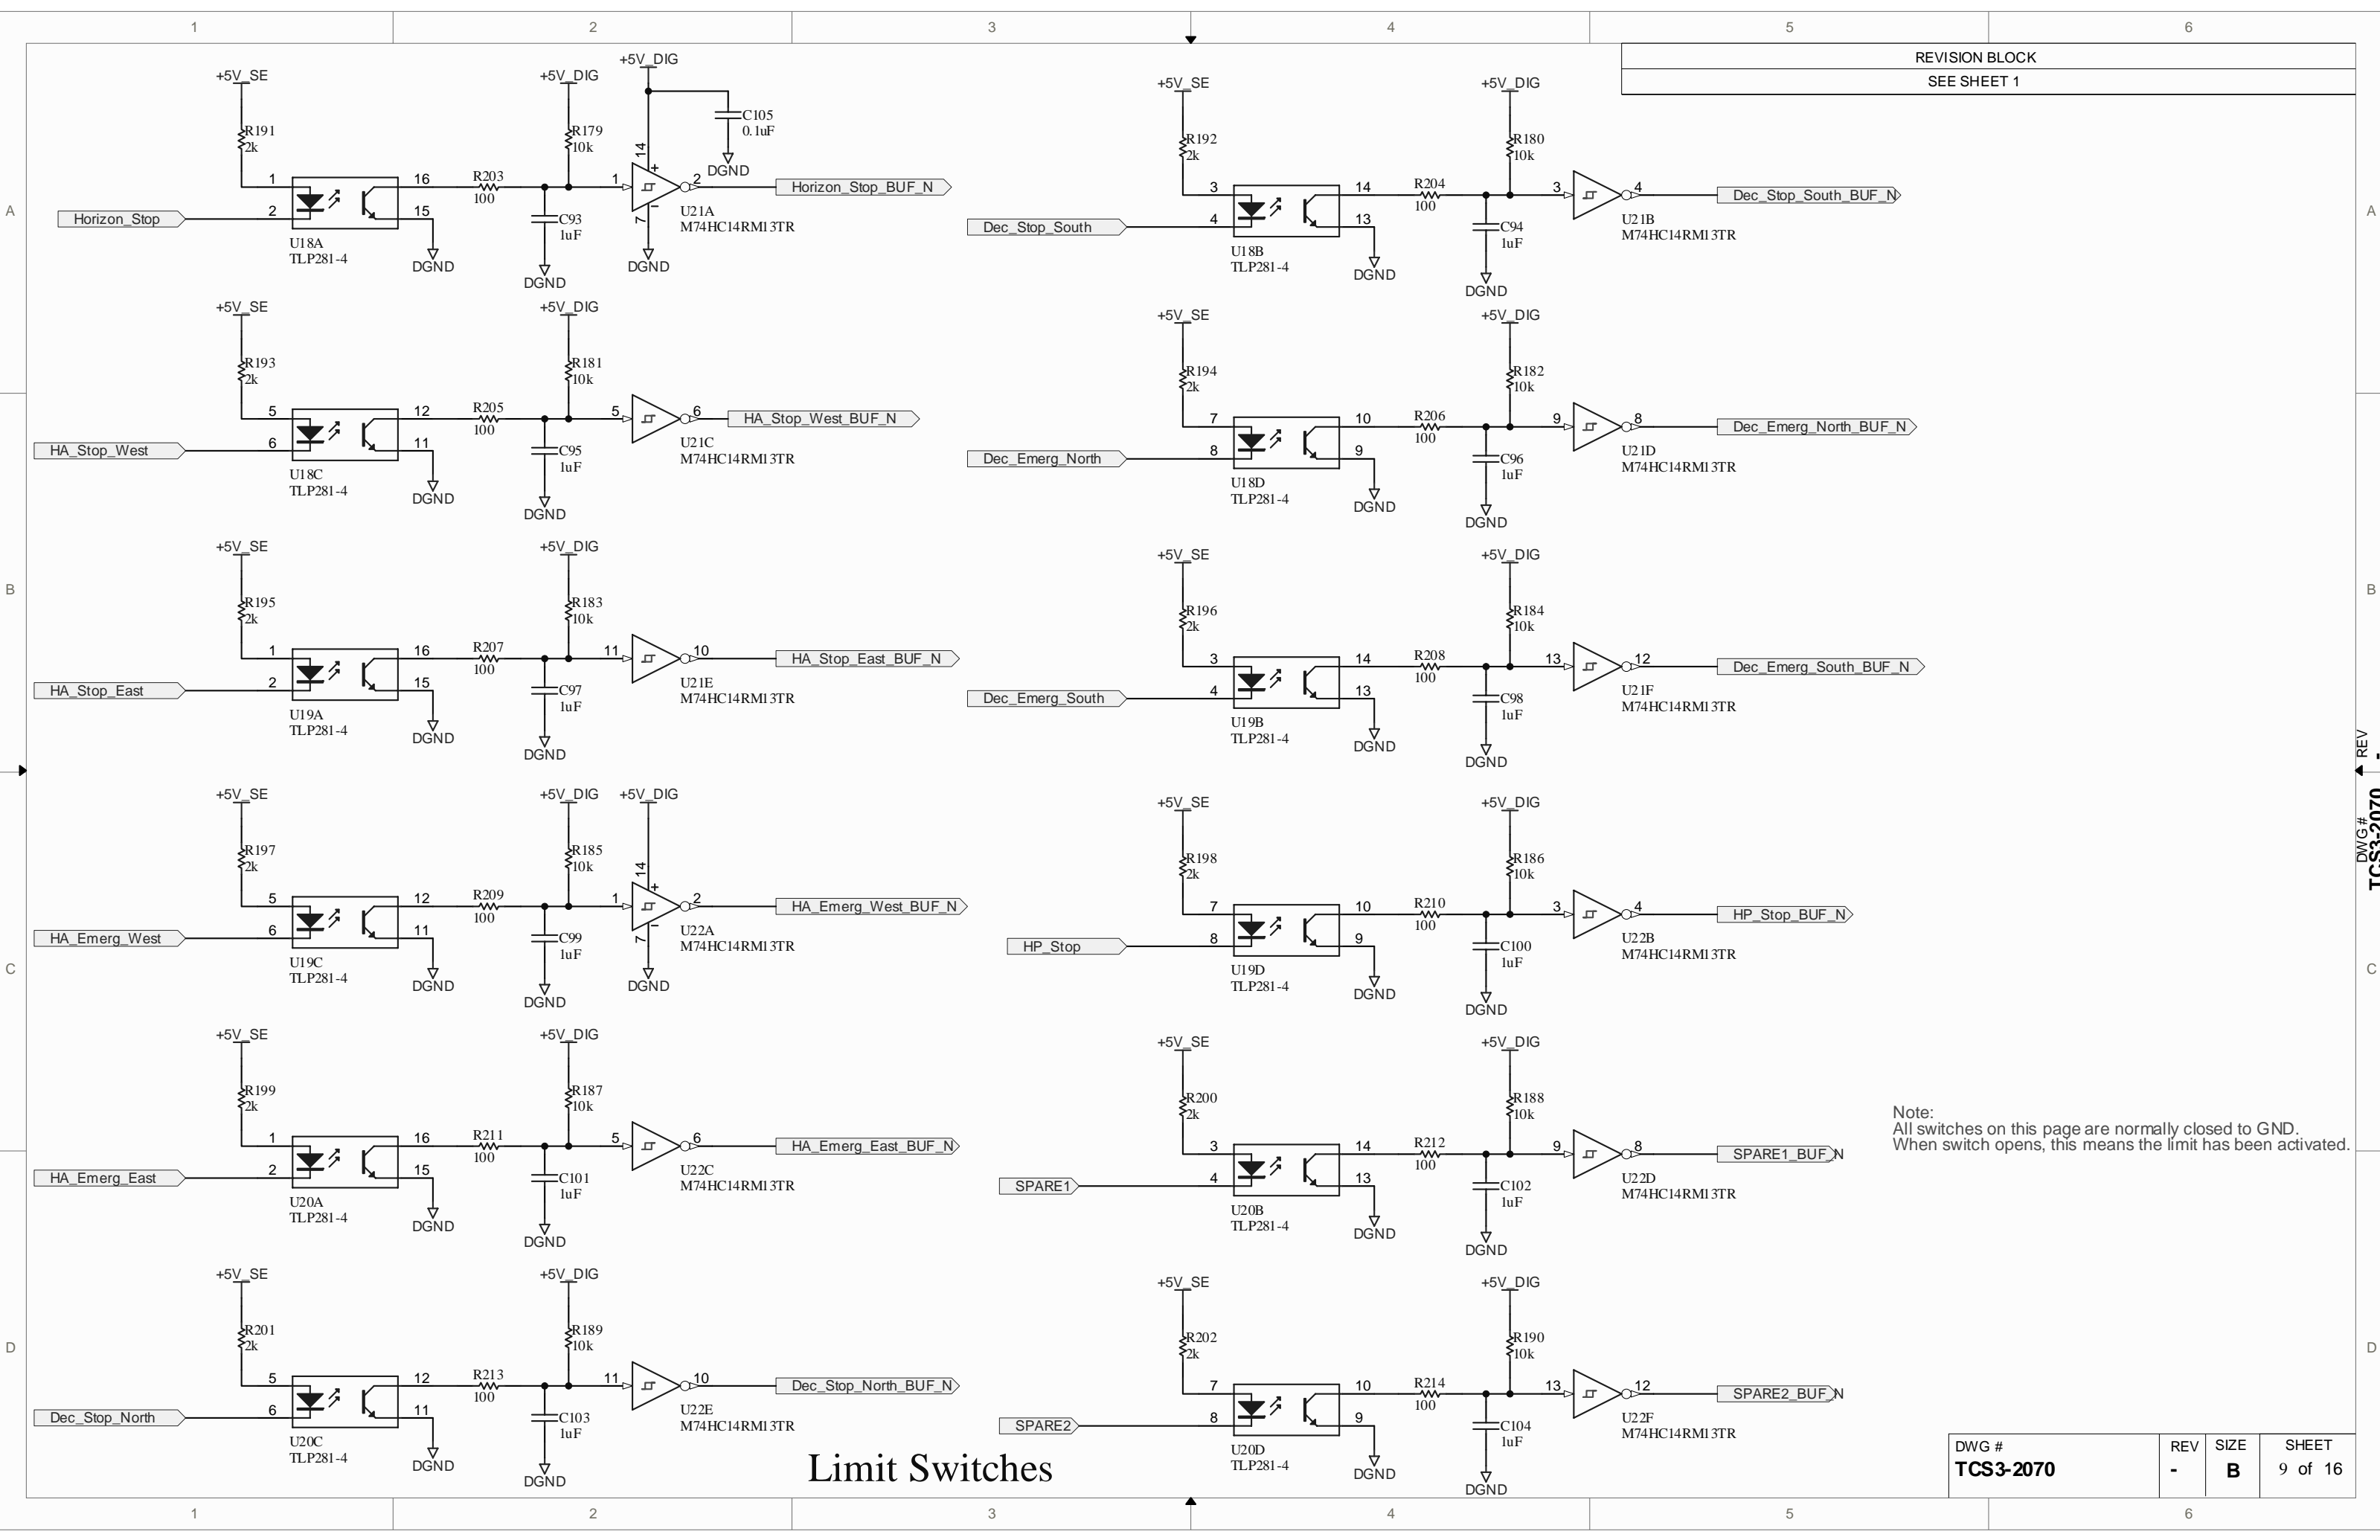 1 2 3 4 5 6
REVISION BLOCK
SEE SHEET 1
A
+5V_SE
R191
2k
1
2
Horizon_Stop
U18A
TLP281-4
16
15
DGND
R203
100
+5V_DIG
R179
10k
C93
1uF
DGND
+5V_DIG
C105
0.1uF
DGND
14
1
+
2
-
7
DGND
U21A
M74HC14RM13TR
Horizon_Stop_BUF_N
+5V_SE
R192
2k
3
4
Dec_Stop_South
U18B
TLP281-4
14
13
DGND
R204
100
+5V_DIG
R180
10k
C94
1uF
DGND
3
4
U21B
M74HC14RM13TR
Dec_Stop_South_BUF_N
A
+5V_SE
R193
2k
5
6
HA_Stop_West
U18C
TLP281-4
12
11
DGND
R205
100
+5V_DIG
R181
10k
C95
1uF
DGND
5
6
U21C
M74HC14RM13TR
HA_Stop_West_BUF_N
+5V_SE
R194
2k
7
8
Dec_Emerg_North
U18D
TLP281-4
10
9
DGND
R206
100
+5V_DIG
R182
10k
C96
1uF
DGND
9
8
U21D
M74HC14RM13TR
Dec_Emerg_North_BUF_N
B
+5V_SE
R195
2k
1
2
HA_Stop_East
U19A
TLP281-4
16
15
DGND
R207
100
+5V_DIG
R183
10k
C97
1uF
DGND
11
10
U21E
M74HC14RM13TR
HA_Stop_East_BUF_N
+5V_SE
R196
2k
3
4
Dec_Emerg_South
U19B
TLP281-4
14
13
DGND
R208
100
+5V_DIG
R184
10k
C98
1uF
DGND
13
12
U21F
M74HC14RM13TR
Dec_Emerg_South_BUF_N
B
REV
-
DWG #
TCS3-2070
C
+5V_SE
R197
2k
5
6
HA_Emerg_West
U19C
TLP281-4
12
11
DGND
R209
100
+5V_DIG
R185
10k
C99
1uF
DGND
+5V_DIG
14
1
+
2
-
7
DGND
U22A
M74HC14RM13TR
HA_Emerg_West_BUF_N
+5V_SE
R198
2k
7
8
HP_Stop
U19D
TLP281-4
10
9
DGND
R210
100
+5V_DIG
R186
10k
C100
1uF
DGND
3
4
U22B
M74HC14RM13TR
HP_Stop_BUF_N
C
+5V_SE
R199
2k
1
2
HA_Emerg_East
U20A
TLP281-4
16
15
DGND
R211
100
+5V_DIG
R187
10k
C101
1uF
DGND
5
6
U22C
M74HC14RM13TR
HA_Emerg_East_BUF_N
+5V_SE
R200
2k
3
4
SPARE1
U20B
TLP281-4
14
13
DGND
R212
100
+5V_DIG
R188
10k
C102
1uF
DGND
9
8
U22D
M74HC14RM13TR
SPARE1_BUF_N
Note:
All switches on this page are normally closed to GND.
When switch opens, this means the limit has been activated.
D
+5V_SE
R201
2k
5
6
Dec_Stop_North
U20C
TLP281-4
12
11
DGND
R213
100
+5V_DIG
R189
10k
C103
1uF
DGND
11
10
U22E
M74HC14RM13TR
Dec_Stop_North_BUF_N
+5V_SE
R202
2k
7
8
SPARE2
U20D
TLP281-4
10
9
DGND
R214
100
+5V_DIG
R190
10k
C104
1uF
DGND
13
12
U22F
M74HC14RM13TR
SPARE2_BUF_N
D
Limit Switches
DWG #
TCS3-2070
REV
-
SIZE
B
SHEET
9 of 16
1 2 3 4 5 6